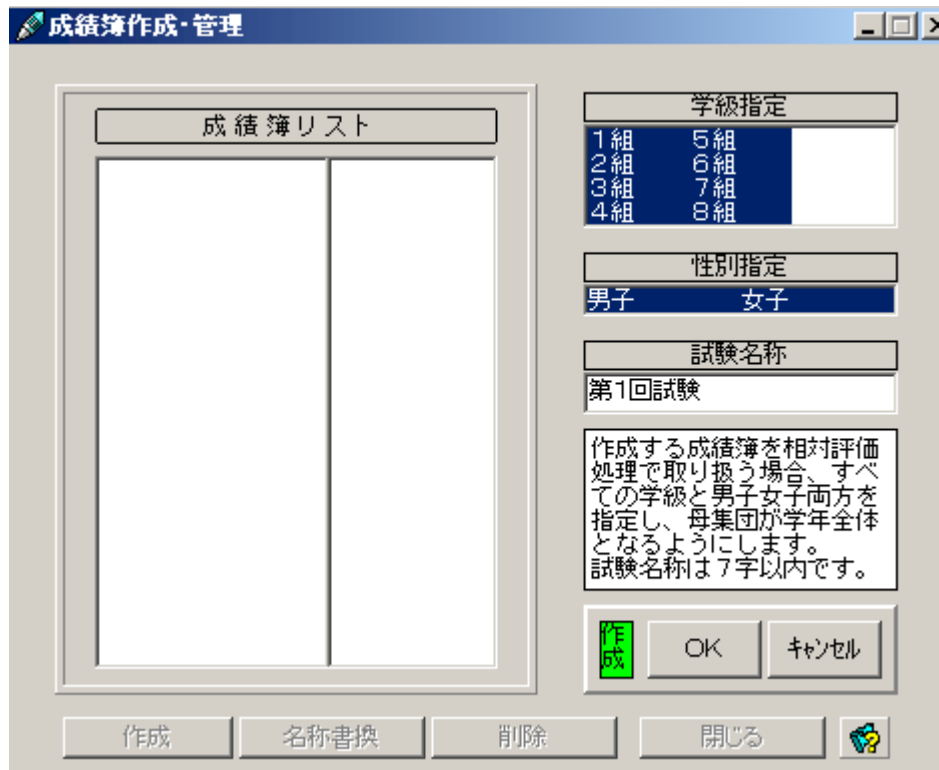 成績簿作成･管理
成績簿リスト
学級指定
1組 5組
2組 6組
3組 7組
4組 8組
性別指定
男子 女子
試験名称
第1回試験
作成する成績簿を相対評価
処理で取り扱う場合、すべ
ての学級と男子女子両方を
指定し、母集団が学年全体
となるようにします。
試験名称は7字以内です。
作成
OK
ｷｬﾝｾﾙ
作成
名称書換
削除
閉じる